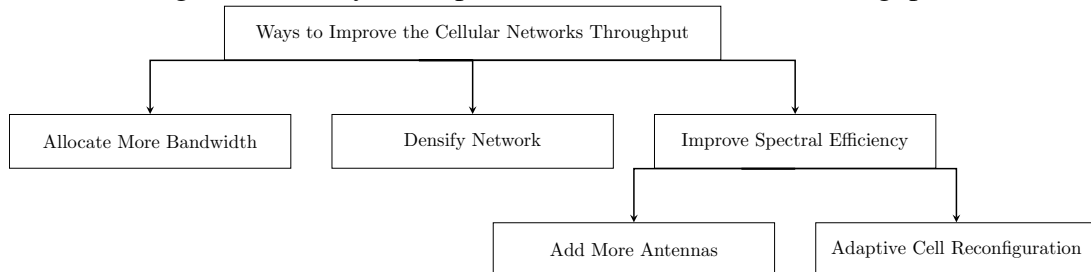 Ways to Improve the Cellular Networks Throughput
Allocate More Bandwidth
Densify Network
Improve Spectral Efficiency
Add More Antennas
Adaptive Cell Reconfiguration